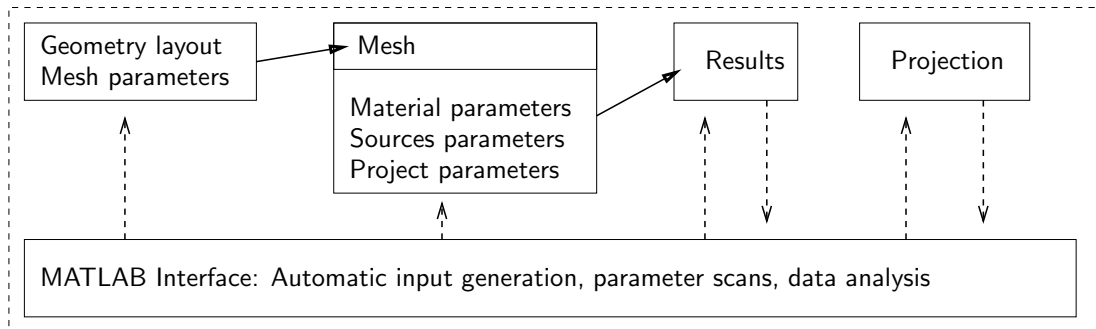 Geometry layout
Mesh parameters
Mesh
Material parameters
Sources parameters
Project parameters
Results
Projection
MATLAB Interface: Automatic input generation, parameter scans, data analysis